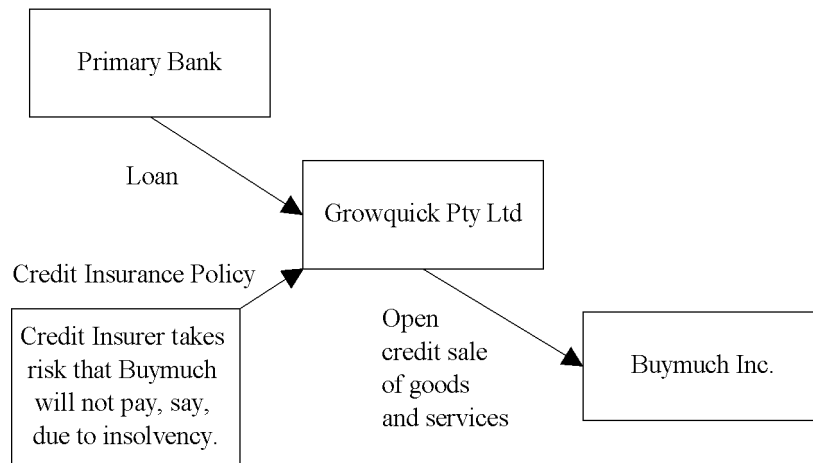 Primary Bank
Loan
Growquick Pty Ltd
Credit Insurance Policy
Credit Insurer takes
risk that Buymuch
will not pay, say,
due to insolvency.
Open
credit sale
of goods
and services
Buymuch Inc.